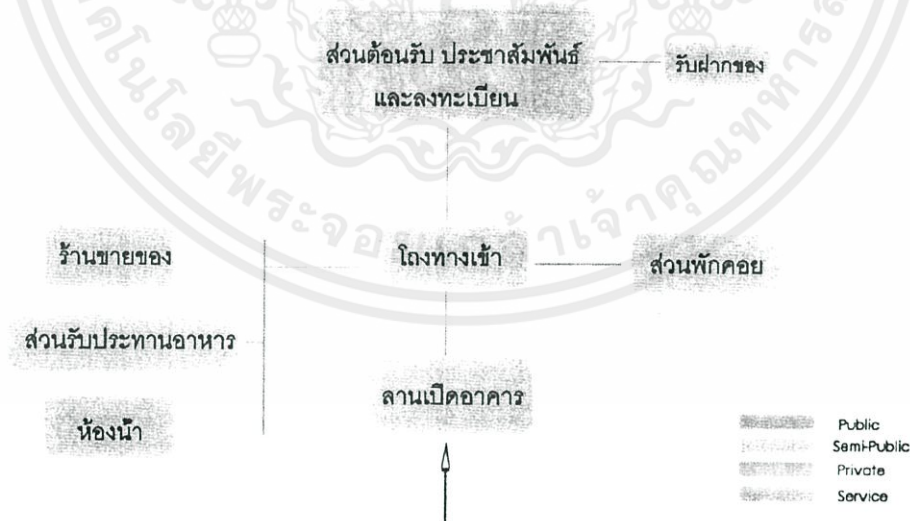 ส่วนต้อนรับ ประชาสัมพันธ์
และลงทะเบียน
รับฝากของ
ร้านขายของ
โถงทางเข้า
ส่วนพักคอย
ส่วนรับประทานอาหาร
ลานเปิดอาคาร
ห้องน้ำ
Public
Semi-Public
Private
Service